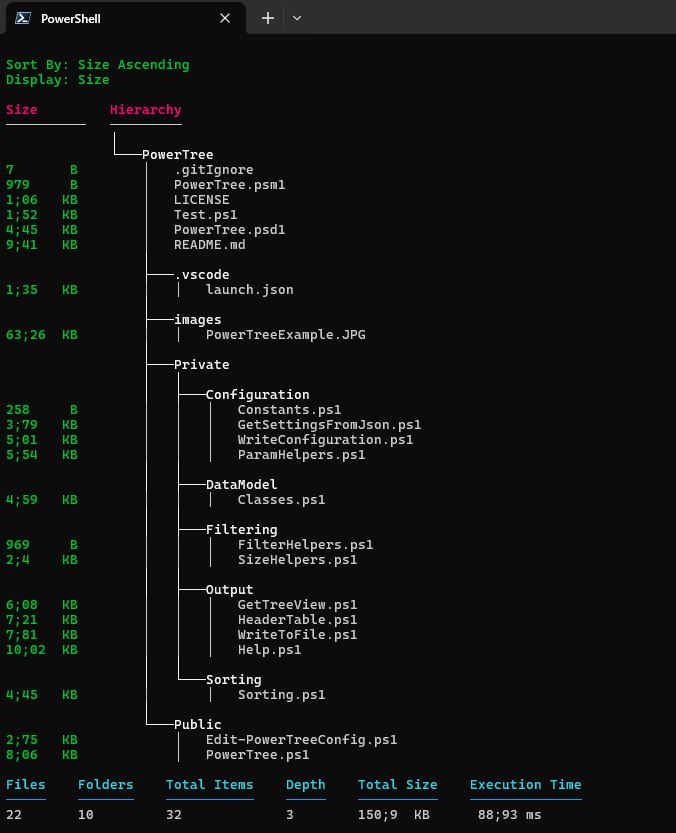 PowerShell
Sort By: Size Ascending
Display: Size
Size Hierarchy
PowerTree
7 B .gitIgnore
979 B PowerTree.psm1
1;06 KB LICENSE
1;52 KB Test.ps1
4;45 KB PowerTree.psd1
9;41 KB README.md
.vscode
1;35 KB launch.json
images
63;26 KB PowerTreeExample.JPG
Private
Configuration
258 B Constants.ps1
3;79 KB GetSettingsFromJson.ps1
5;01 KB WriteConfiguration.ps1
5;54 KB ParamHelpers.ps1
DataModel
4;59 KB Classes.ps1
Filtering
969 B FilterHelpers.ps1
2;4 KB SizeHelpers.ps1
Output
6;08 KB GetTreeView.ps1
7;21 KB HeaderTable.ps1
7;81 KB WriteToFile.ps1
10;02 KB Help.ps1
Sorting
4;45 KB Sorting.ps1
Public
2;75 KB Edit-PowerTreeConfig.ps1
8;06 KB PowerTree.ps1
Files Folders Total Items Depth Total Size Execution Time
22 10 32 3 150;9 KB 88;93 ms